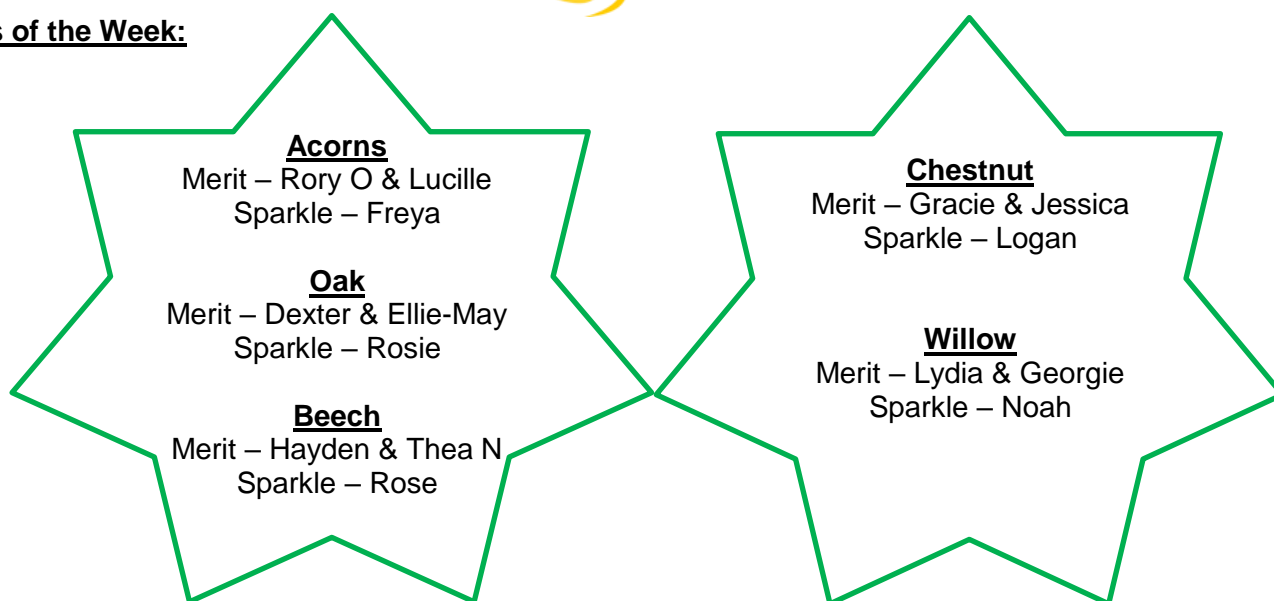 s of the Week:
Acorns
Merit – Rory O & Lucille
Sparkle – Freya
Oak
Merit – Dexter & Ellie-May
Sparkle – Rosie
Beech
Merit – Hayden & Thea N
Sparkle – Rose
Chestnut
Merit – Gracie & Jessica
Sparkle – Logan
Willow
Merit – Lydia & Georgie
Sparkle – Noah